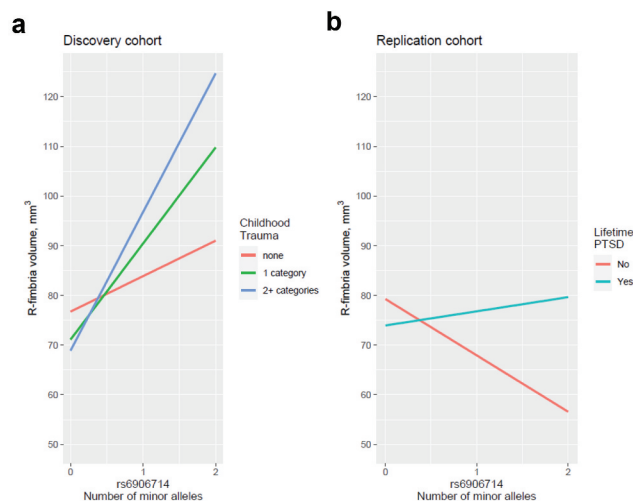 a
Discovery cohort
R-fimbria volume, mm³
120
110
100
90
80
70
60
50
0
1
2
rs6906714
Number of minor alleles
Childhood
Trauma
none
1 category
2+ categories
b
Replication cohort
R-fimbria volume, mm³
120
110
100
90
80
70
60
50
0
1
2
rs6906714
Number of minor alleles
Lifetime
PTSD
No
Yes